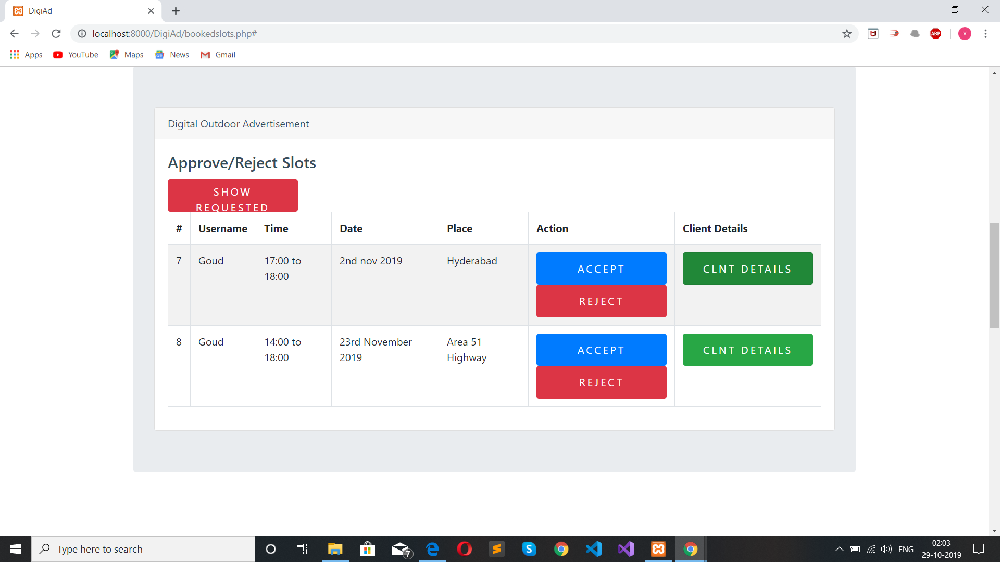 DigiAd
localhost:8000/DigiAd/bookedslots.php#
ABP
V
Apps YouTube Maps News Gmail
Digital Outdoor Advertisement
Approve/Reject Slots
SHOW
REQUESTED
# Username Time Date Place Action Client Details
7 Goud 17:00 to 2nd nov 2019 Hyderabad ACCEPT CLNT DETAILS
18:00
REJECT
8 Goud 14:00 to 23rd November Area 51 ACCEPT CLNT DETAILS
18:00 2019 Highway
REJECT
Type here to search
7
ENG
02:03
29-10-2019